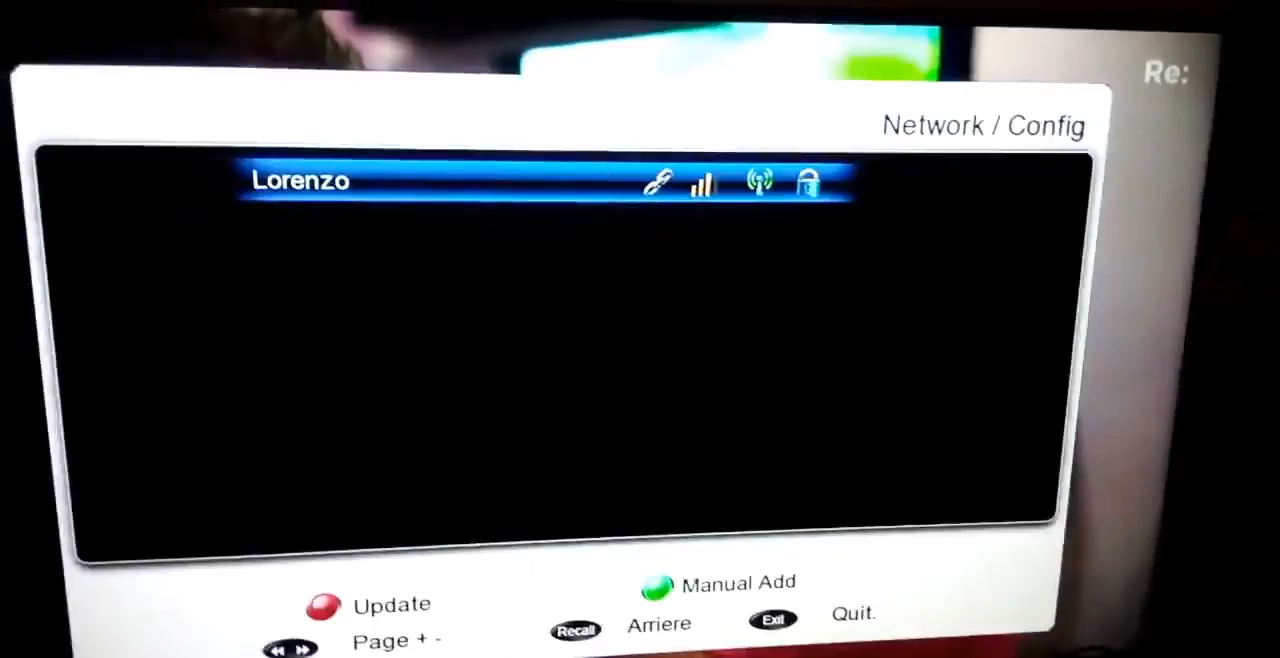 Re:
Network / Config
Lorenzo
Update
Manual Add
Page + -
Recall Arriere
Exit Quit.